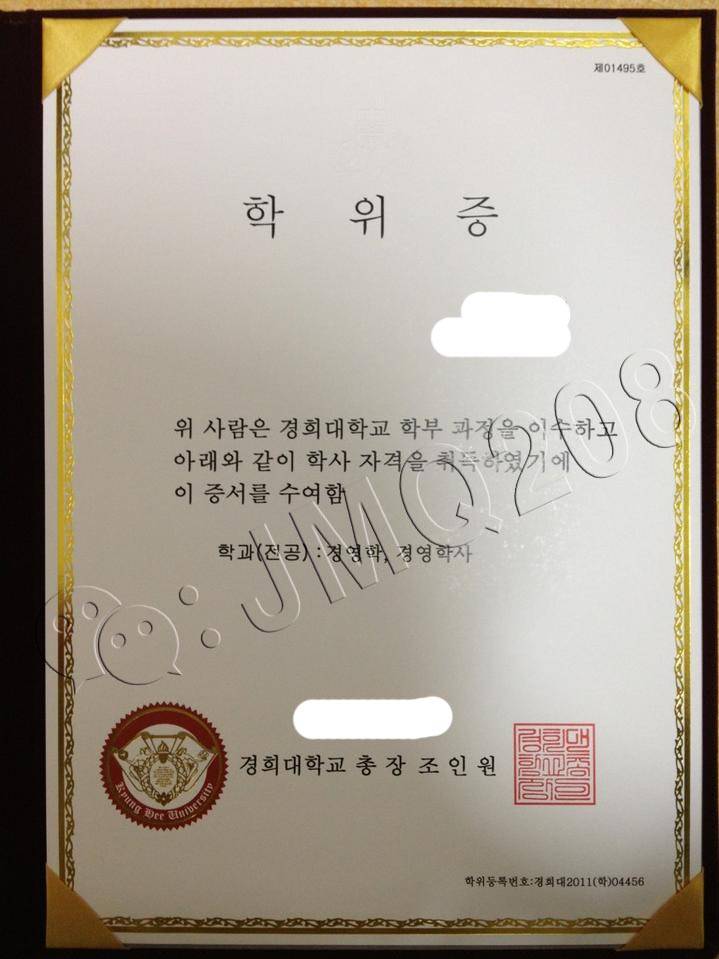 제01495호
학 위 증
위 사람은 경희대학교 학부 과정을 이수하고
아래와 같이 학사 자격을 취득하였기에
이 증서를 수여함
학과(전공) : 경영학, 경영학사
: JMQ208
경희대학교 총 장 조 인 원
Kyung Hee University
학위등록번호:경희대2011(학)04456